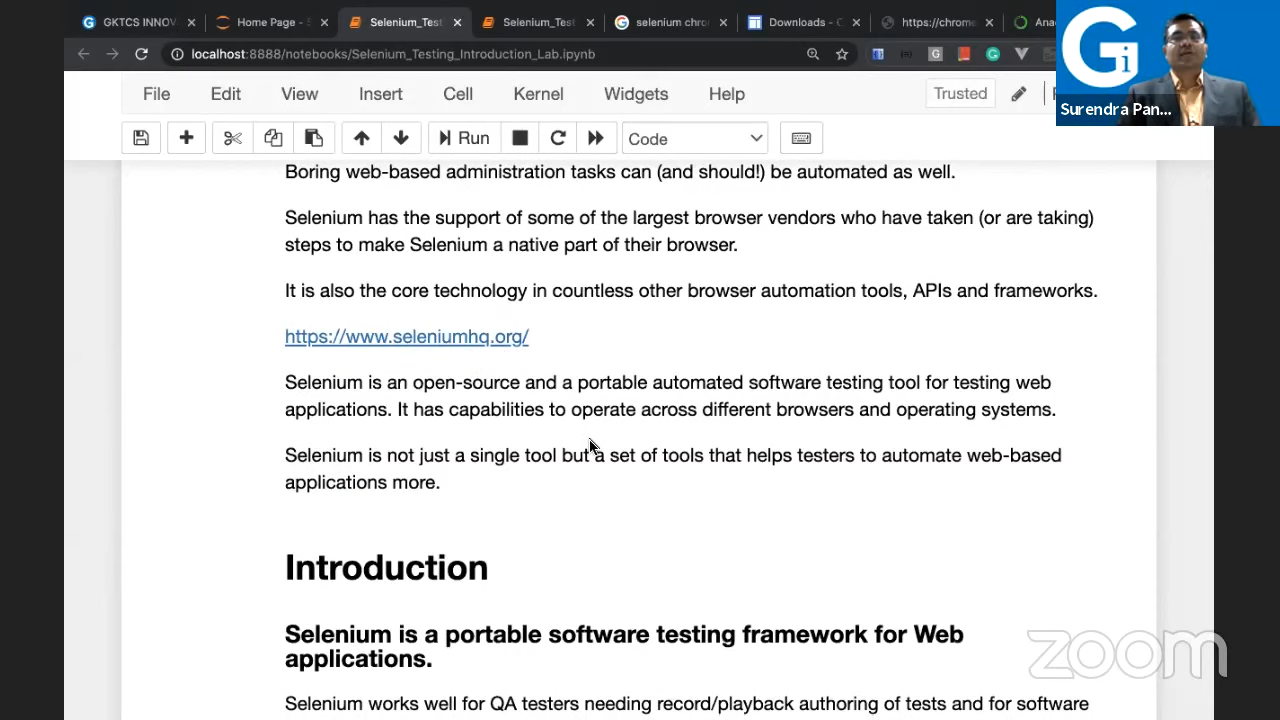 GKTCS INNOV
Home Page - S
Selenium_Test
Selenium_Test
selenium chro
Downloads - C
https://chrome
Ana
localhost:8888/notebooks/Selenium_Testing_Introduction_Lab.ipynb
Gi
Surendra Pan...
File Edit View Insert Cell Kernel Widgets Help Trusted
Run Code
Boring web-based administration tasks can (and should!) be automated as well.
Selenium has the support of some of the largest browser vendors who have taken (or are taking)
steps to make Selenium a native part of their browser.
It is also the core technology in countless other browser automation tools, APIs and frameworks.
https://www.seleniumhq.org/
Selenium is an open-source and a portable automated software testing tool for testing web
applications. It has capabilities to operate across different browsers and operating systems.
Selenium is not just a single tool but a set of tools that helps testers to automate web-based
applications more.
Introduction
Selenium is a portable software testing framework for Web
applications.
zoom
Selenium works well for QA testers needing record/playback authoring of tests and for software